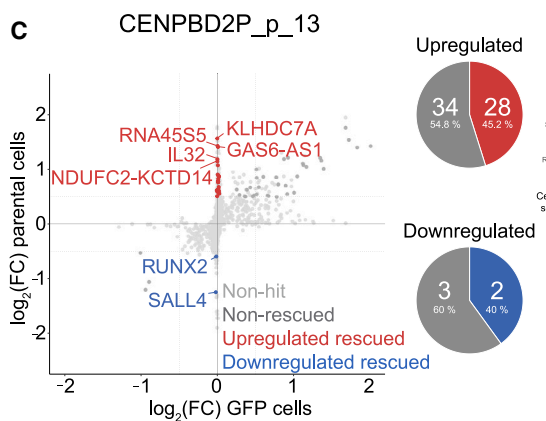 C
CENPBD2P_p_13
Upregulated
34
54.8 %
28
45.2 %
log2(FC) parental cells
2
1
0
−1
−2
RNA45S5
KLHDC7A
IL32
GAS6-AS1
NDUFC2-KCTD14
RUNX2
SALL4
Non-hit
Non-rescued
Upregulated rescued
Downregulated rescued
−2
−1
0
1
2
log2(FC) GFP cells
Downregulated
3
60 %
2
40 %
Ce
s